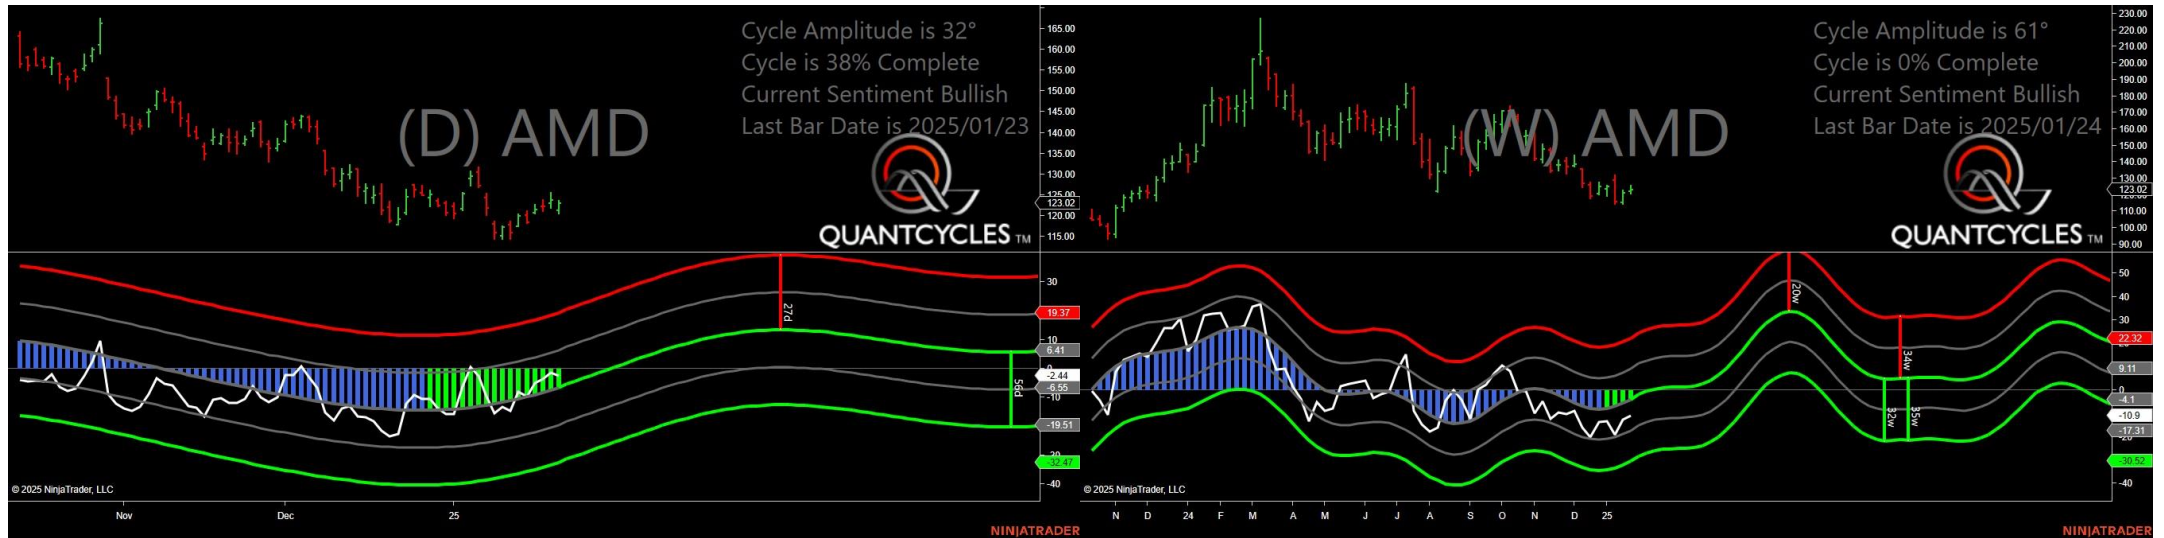 Cycle Amplitude is 32°
Cycle is 38% Complete
Current Sentiment Bullish
Last Bar Date is 2025/01/23
(D) AMD
QUANTCYCLES TM
165.00
160.00
155.00
150.00
145.00
140.00
135.00
130.00
125.00
123.02
120.00
115.00
30
19.37
10
6.41
-2.44
-6.55
-10
-19.51
-32.47
-40
27d
56d
© 2025 NinjaTrader, LLC
Nov
Dec
25
NINJATRADER
Cycle Amplitude is 61°
Cycle is 0% Complete
Current Sentiment Bullish
Last Bar Date is 2025/01/24
(W) AMD
QUANTCYCLES TM
230.00
220.00
210.00
200.00
190.00
180.00
170.00
160.00
150.00
140.00
130.00
123.02
110.00
100.00
90.00
50
40
30
22.32
9.11
0
-4.1
-10.9
-17.31
-30.52
-40
20w
34w
32w
35w
© 2025 NinjaTrader, LLC
N D 24 F M A M J J A S O N D 25
NINJATRADER